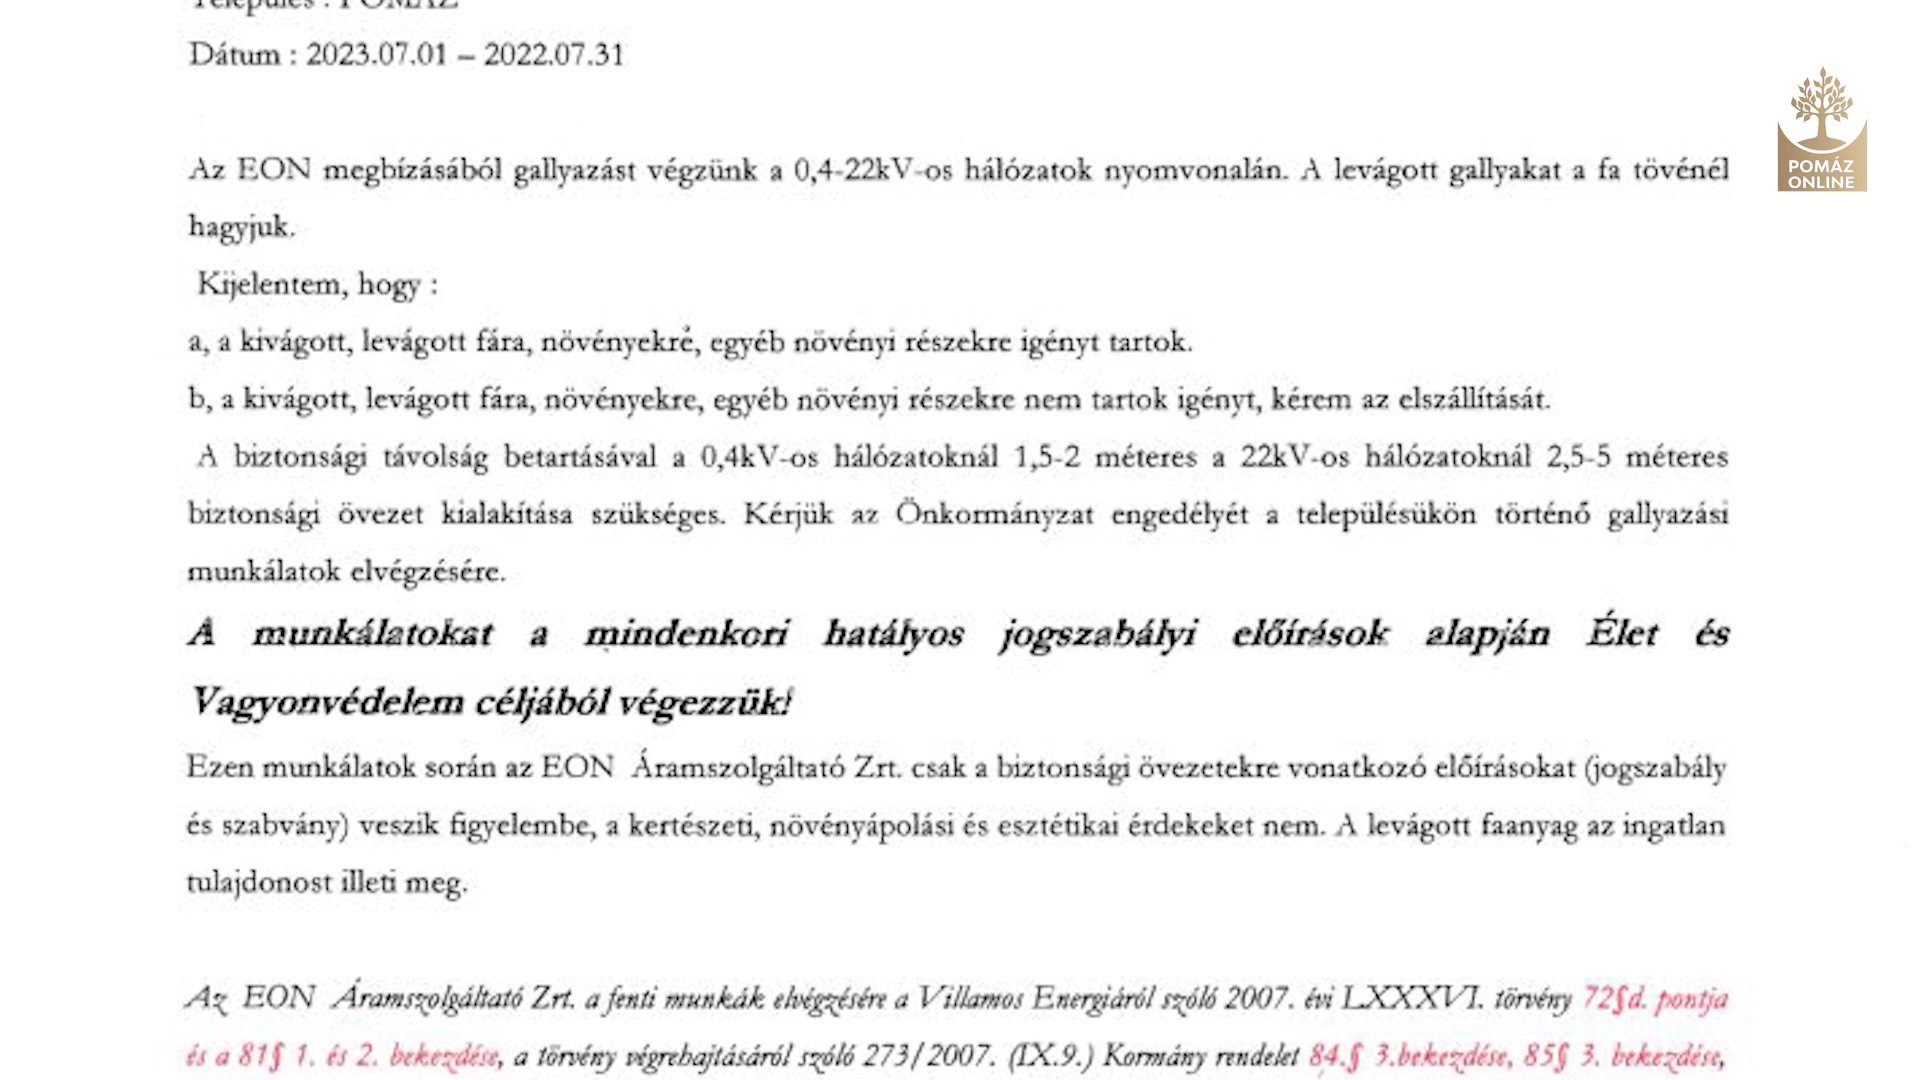 Település : POMÁZ
Dátum : 2023.07.01 – 2022.07.31
POMÁZ
ONLINE
Az EON megbízásából gallyazást végzünk a 0,4-22kV-os hálózatok nyomvonalán. A levágott gallyakat a fa tövénél
hagyjuk.
Kijelentem, hogy :
a, a kivágott, levágott fára, növényekre, egyéb növényi részekre igényt tartok.
b, a kivágott, levágott fára, növényekre, egyéb növényi részekre nem tartok igényt, kérem az elszállítását.
A biztonsági távolság betartásával a 0,4kV-os hálózatoknál 1,5-2 méteres a 22kV-os hálózatoknál 2,5-5 méteres
biztonsági övezet kialakítása szükséges. Kérjük az Önkormányzat engedélyét a településükön történő gallyazási
munkálatok elvégzésére.
A munkálatokat a mindenkori hatályos jogszabályi előírások alapján Élet és
Vagyonvédelem céljából végezzük!
Ezen munkálatok során az EON Áramszolgáltató Zrt. csak a biztonsági övezetekre vonatkozó előírásokat (jogszabály
és szabvány) veszik figyelembe, a kertészeti, növényápolási és esztétikai érdekeket nem. A levágott faanyag az ingatlan
tulajdonost illeti meg.
Az EON Áramszolgáltató Zrt. a fenti munkák elvégzésére a Villamos Energiáról szóló 2007. évi LXXXVI. törvény 72§d. pontja
és a 81§ 1. és 2. bekezdése, a törvény végrehajtásáról szóló 273/2007. (IX.9.) Kormány rendelet 84.§ 3.bekezdése, 85§ 3. bekezdése,